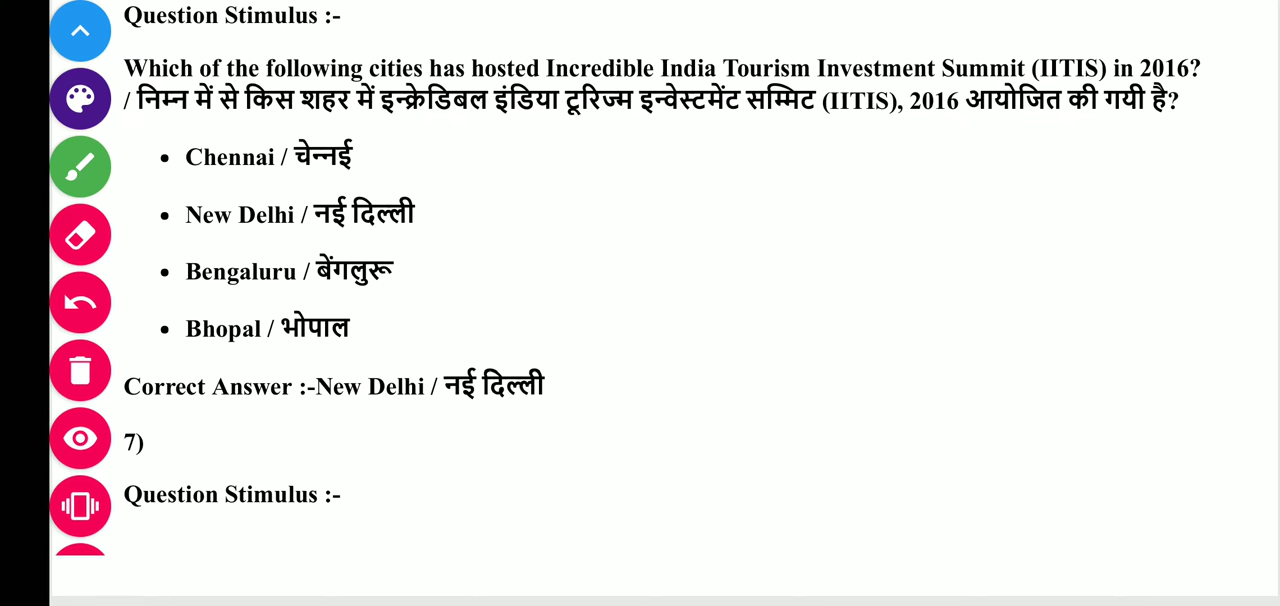 Question Stimulus :-
Which of the following cities has hosted Incredible India Tourism Investment Summit (IITIS) in 2016?
/ निम्न में से किस शहर में इन्क्रेडिबल इंडिया टूरिज्म इन्वेस्टमेंट सम्मिट (IITIS), 2016 आयोजित की गयी है?
• Chennai / चेन्नई
• New Delhi / नई दिल्ली
• Bengaluru / बेंगलुरू
• Bhopal / भोपाल
Correct Answer :-New Delhi / नई दिल्ली
7)
Question Stimulus :-